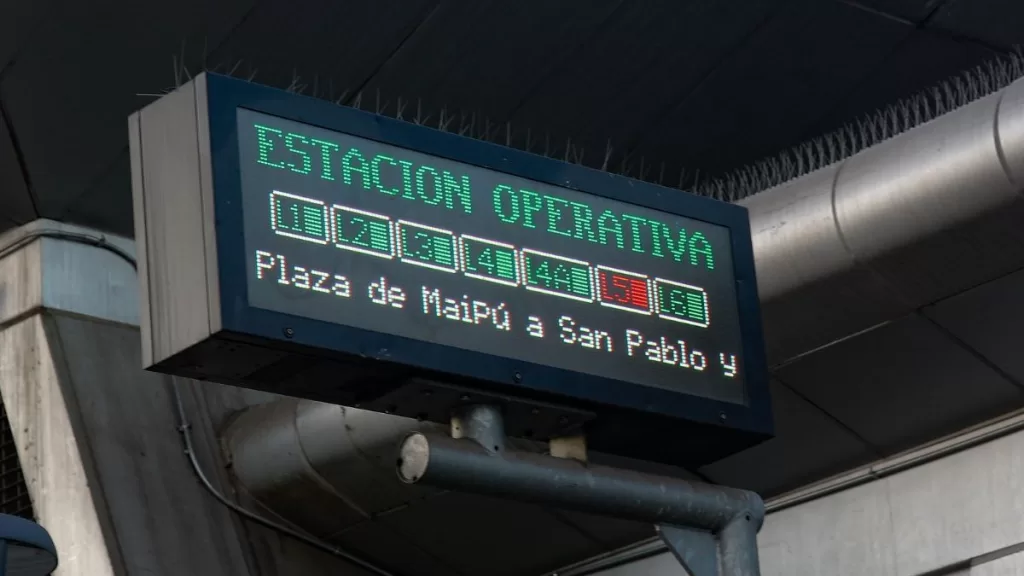 ESTACION OPERATIVA
L1 L2 L3 L4 L4A L5 L6
Plaza de Maipú a San Pablo y